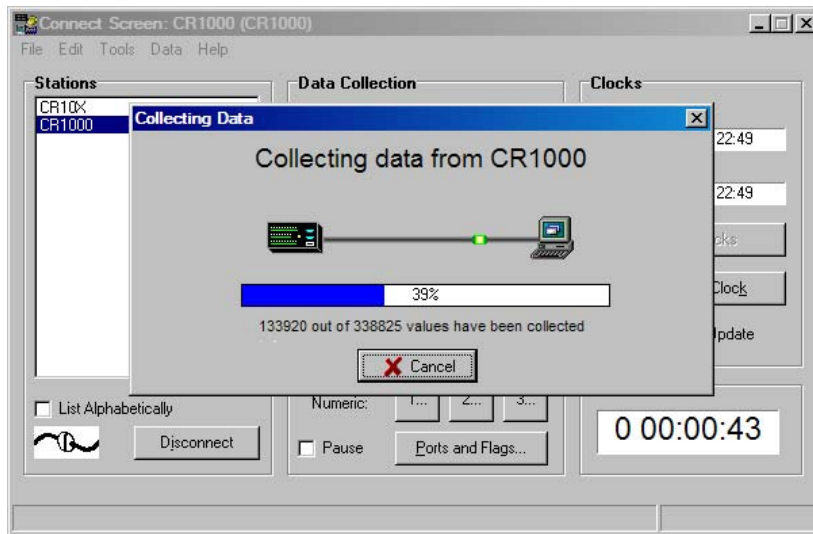 Connect Screen: CR1000 (CR1000)
File Edit Tools Data Help
Stations
Data Collection
Clocks
CR10X
CR1000
Collecting Data
Collecting data from CR1000
22:49
22:49
cks
39%
Clock
133920 out of 338825 values have been collected
Update
Cancel
List Alphabetically
Numeric:
1...
2...
3...
0 00:00:43
Disconnect
Pause
Ports and Flags...